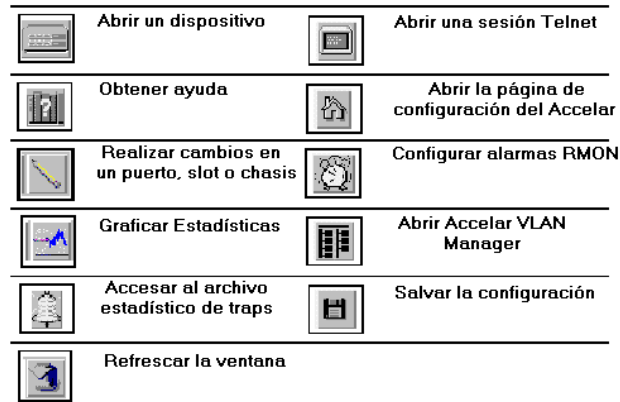 Abrir un dispositivo
Abrir una sesión Telnet
Obtener ayuda
Abrir la página de
configuración del Accelar
Realizar cambios en
un puerto, slot o chasis
Configurar alarmas RMON
Graficar Estadísticas
Abrir Accelar VLAN
Manager
Accesar al archivo
estadístico de traps
Salvar la configuración
Refrescar la ventana